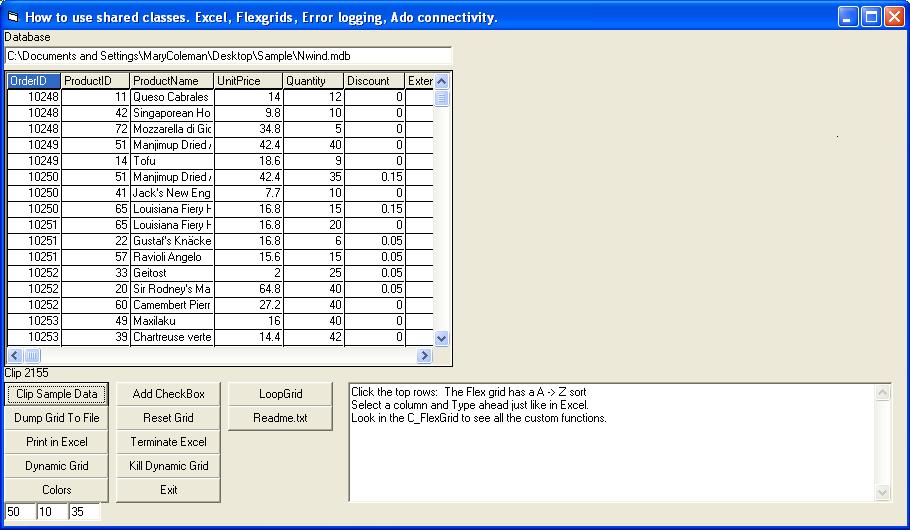 How to use shared classes. Excel, Flexgrids, Error logging, Ado connectivity.
Database
C:\Documents and Settings\MaryColeman\Desktop\Sample\Nwind.mdb
OrderID ProductID ProductName UnitPrice Quantity Discount Exter
10248 11 Queso Cabrales 14 12 0
10248 42 Singaporean Ho 9.8 10 0
10248 72 Mozzarella di Gic 34.8 5 0
10249 51 Manjimup Dried 42.4 40 0
10249 14 Tofu 18.6 9 0
10250 51 Manjimup Dried 42.4 35 0.15
10250 41 Jack's New Eng 7.7 10 0
10250 65 Louisiana Fiery H 16.8 15 0.15
10251 65 Louisiana Fiery H 16.8 20 0
10251 22 Gustaf's Knäcke 16.8 6 0.05
10251 57 Ravioli Angelo 15.6 15 0.05
10252 33 Geitost 2 25 0.05
10252 20 Sir Rodney's Ma 64.8 40 0.05
10252 60 Camembert Pierr 27.2 40 0
10253 49 Maxilaku 16 40 0
10253 39 Chartreuse verte 14.4 42 0
Clip 2155
Clip Sample Data Add CheckBox LoopGrid
Dump Grid To File Reset Grid Readme.txt
Print in Excel Terminate Excel
Dynamic Grid Kill Dynamic Grid
Colors Exit
50 10 35
Click the top rows: The Flex grid has a A -> Z sort
Select a column and Type ahead just like in Excel.
Look in the C_FlexGrid to see all the custom functions.